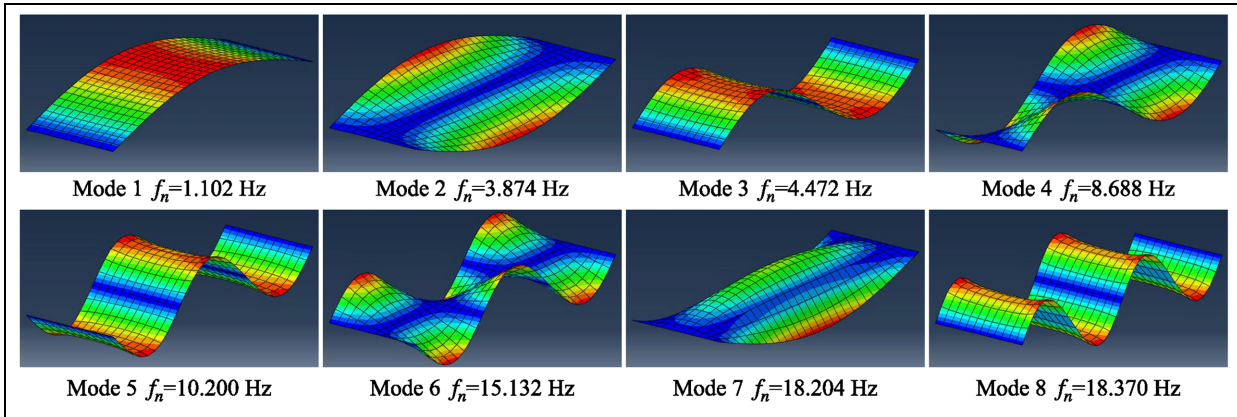 Mode 1 fn=1.102 Hz
Mode 2 fn=3.874 Hz
Mode 3 fn=4.472 Hz
Mode 4 fn=8.688 Hz
Mode 5 fn=10.200 Hz
Mode 6 fn=15.132 Hz
Mode 7 fn=18.204 Hz
Mode 8 fn=18.370 Hz